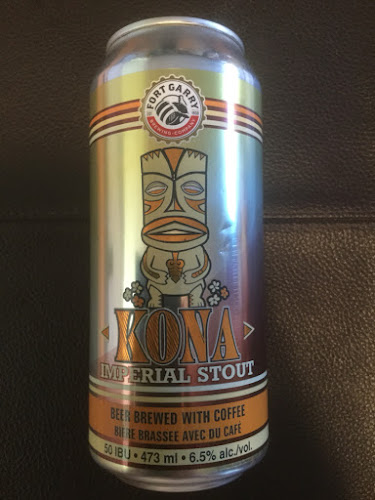 FORT GARRY
BREWING COMPANY
KONA
IMPERIAL STOUT
BEER BREWED WITH COFFEE
BIÈRE BRASSÉE AVEC DU CAFÉ
50 IBU • 473 ml • 6.5% alc./vol.